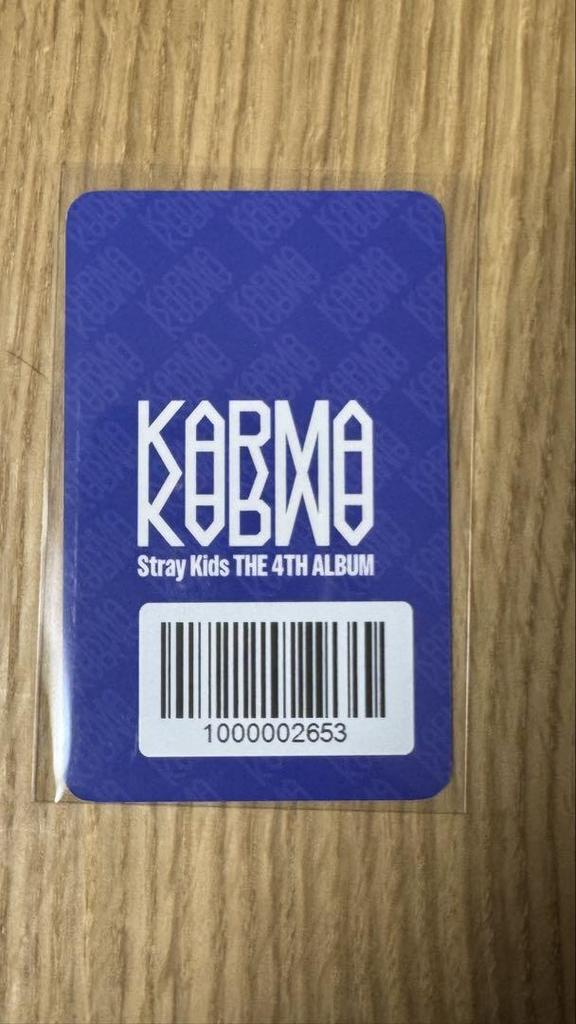 KARMA
Stray Kids THE 4TH ALBUM
1000002653